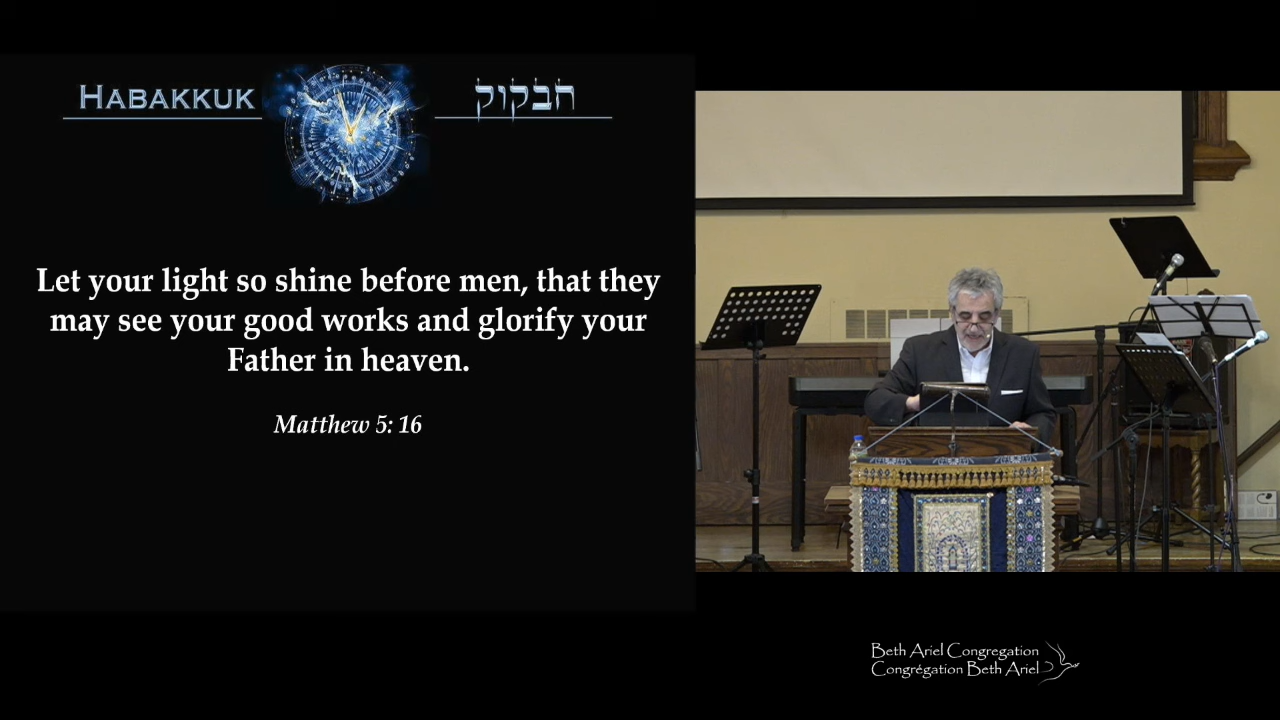 HABAKKUK
חבקוק
Let your light so shine before men, that they
may see your good works and glorify your
Father in heaven.
Matthew 5: 16
Beth Ariel Congregation
Congrégation Beth Ariel